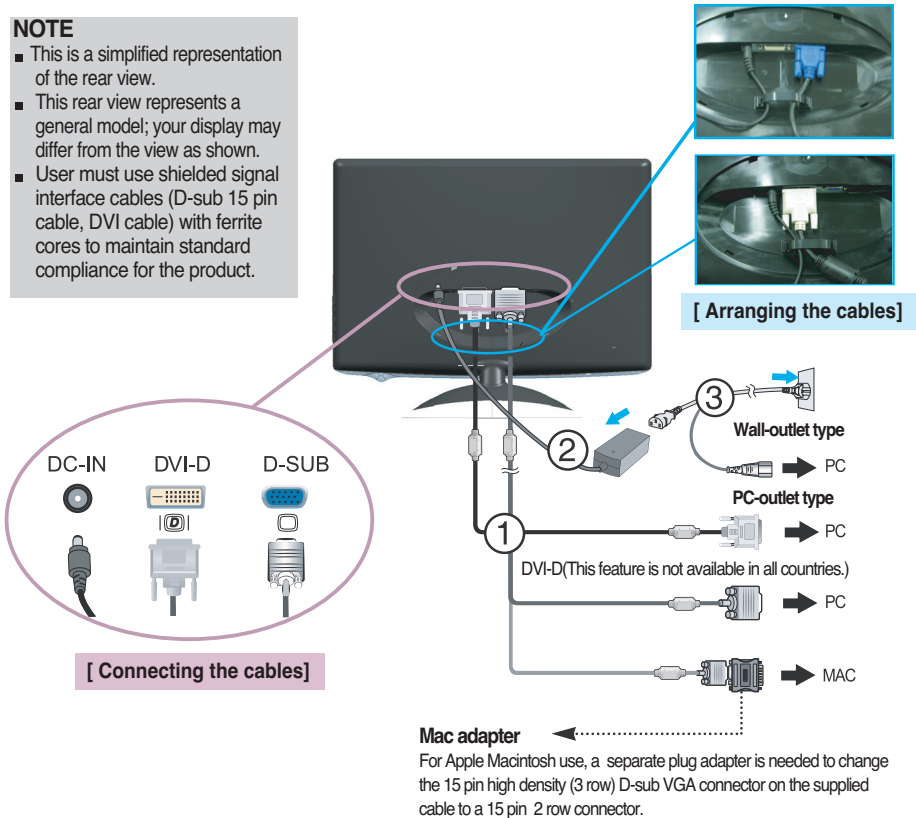 NOTE
■ This is a simplified representation
of the rear view.
■ This rear view represents a
general model; your display may
differ from the view as shown.
■ User must use shielded signal
interface cables (D-sub 15 pin
cable, DVI cable) with ferrite
cores to maintain standard
compliance for the product.
[ Arranging the cables]
3
Wall-outlet type
2
PC
PC-outlet type
DC-IN DVI-D D-SUB
D
1
PC
DVI-D(This feature is not available in all countries.)
PC
[ Connecting the cables]
MAC
Mac adapter
For Apple Macintosh use, a separate plug adapter is needed to change
the 15 pin high density (3 row) D-sub VGA connector on the supplied
cable to a 15 pin 2 row connector.